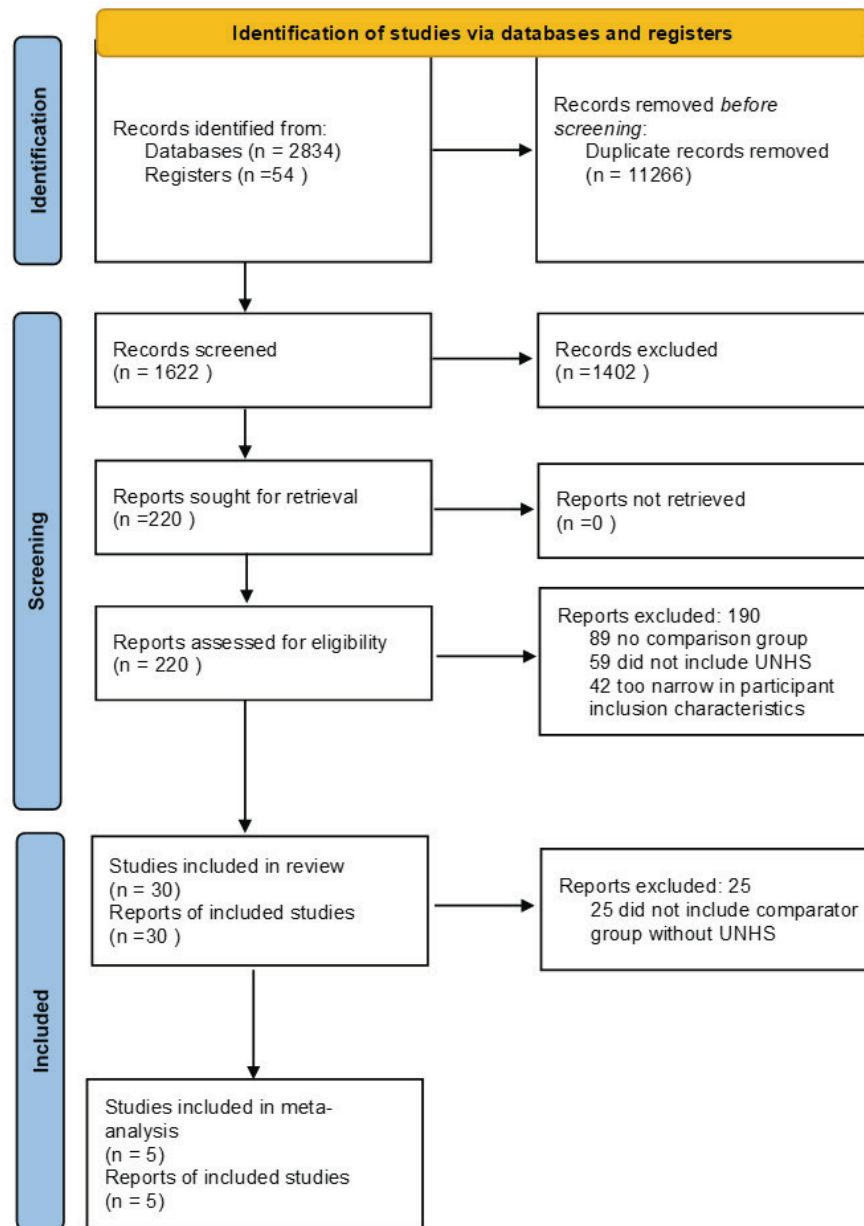 Identification of studies via databases and registers
Identification
Records identified from:
Databases (n = 2834)
Registers (n =54 )
Records removed before
screening:
Duplicate records removed
(n = 11266)
Screening
Records screened
(n = 1622 )
Records excluded
(n =1402 )
Reports sought for retrieval
(n =220 )
Reports not retrieved
(n =0 )
Reports assessed for eligibility
(n = 220 )
Reports excluded: 190
89 no comparison group
59 did not include UNHS
42 too narrow in participant
inclusion characteristics
Included
Studies included in review
(n = 30)
Reports of included studies
(n =30 )
Reports excluded: 25
25 did not include comparator
group without UNHS
Studies included in meta-
analysis
(n = 5)
Reports of included studies
(n = 5)